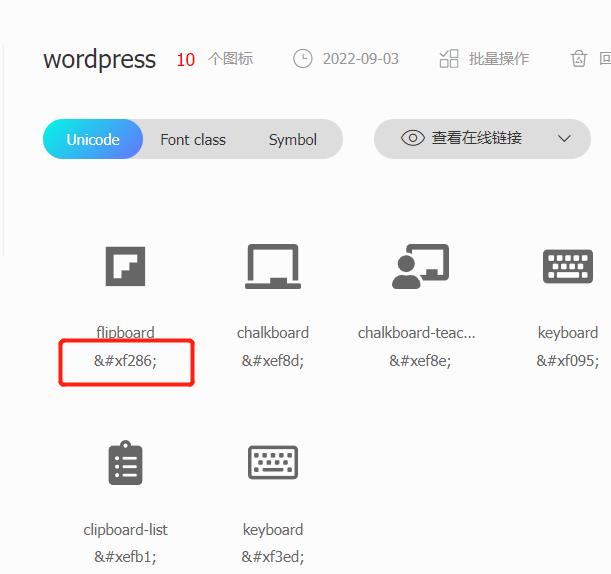 wordpress 10 个图标 2022-09-03 批量操作
Unicode Font class Symbol 查看在线链接
flipboard chalkboard chalkboard-teac... keyboard
&#xf286; &#xef8d; &#xef8e; &#xf095;
clipboard-list keyboard
&#xefb1; &#xf3ed;